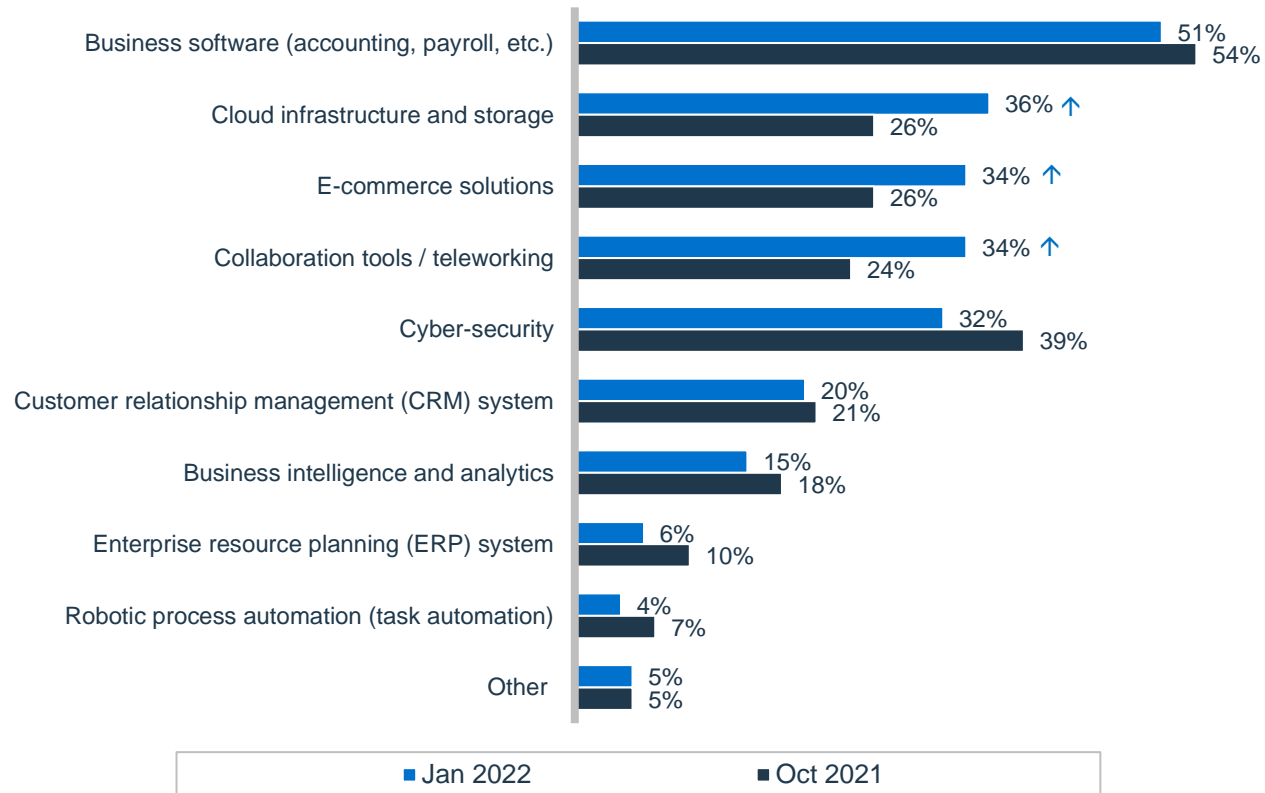 Business software (accounting, payroll, etc.)
51%
54%
Cloud infrastructure and storage
36% ↑
26%
E-commerce solutions
34% ↑
26%
Collaboration tools / teleworking
34% ↑
24%
Cyber-security
32%
39%
Customer relationship management (CRM) system
20%
21%
Business intelligence and analytics
15%
18%
Enterprise resource planning (ERP) system
6%
10%
Robotic process automation (task automation)
4%
7%
Other
5%
5%
Jan 2022
Oct 2021